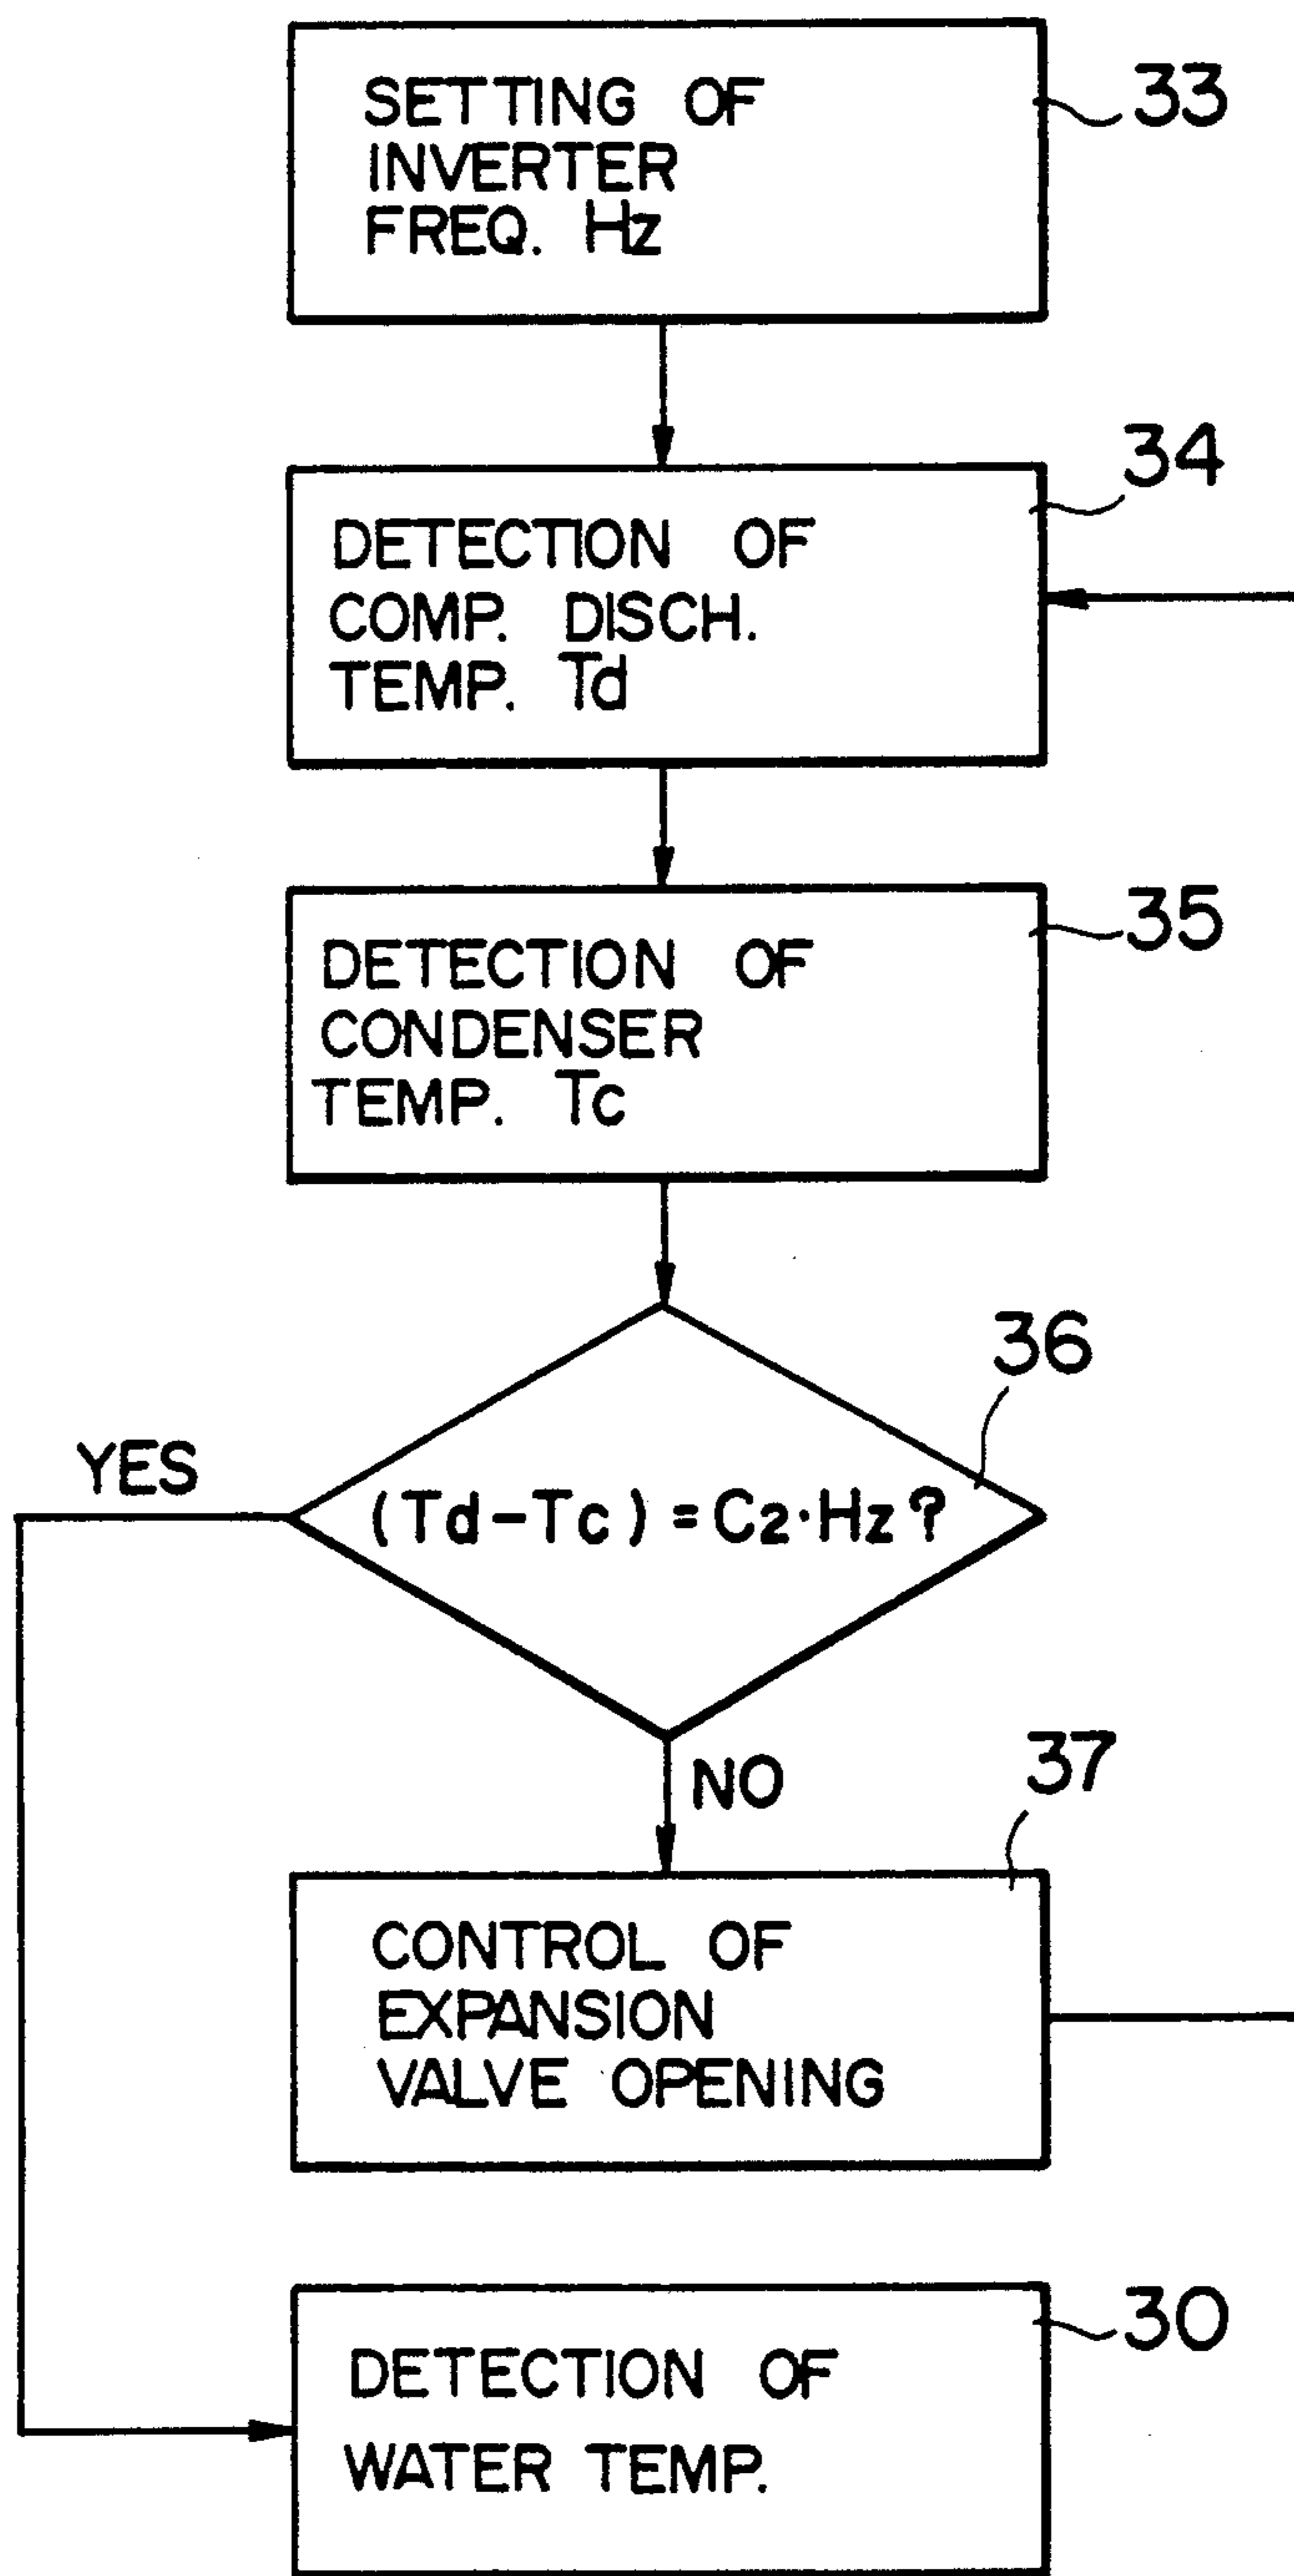 SETTING OF
INVERTER
FREQ. Hz
33
DETECTION OF
COMP. DISCH.
TEMP. Td
34
DETECTION OF
CONDENSER
TEMP. Tc
35
36
YES
(Td-Tc)=C2·Hz?
NO
37
CONTROL OF
EXPANSION
VALVE OPENING
30
DETECTION OF
WATER TEMP.